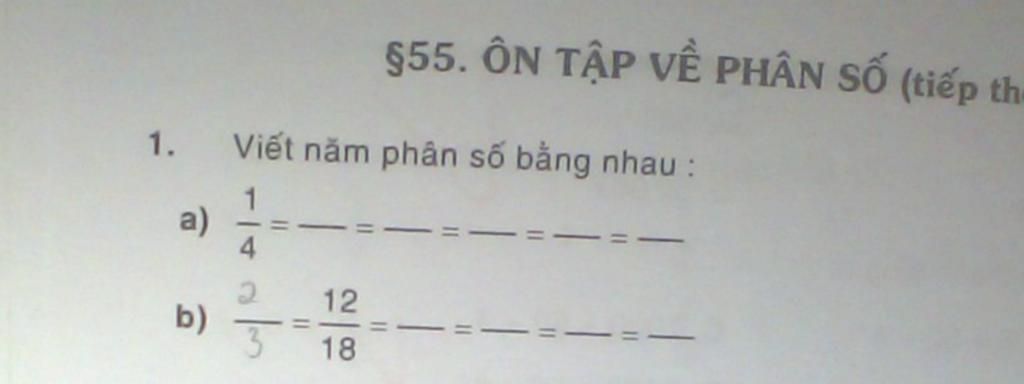 §55. ÔN TẬP VỀ PHÂN SỐ (tiếp
1. Viết năm phân số bằng nhau :
a) 1/4 = — = — = — = — = —
b) 2/3 = 12/18 = — = — = — = —